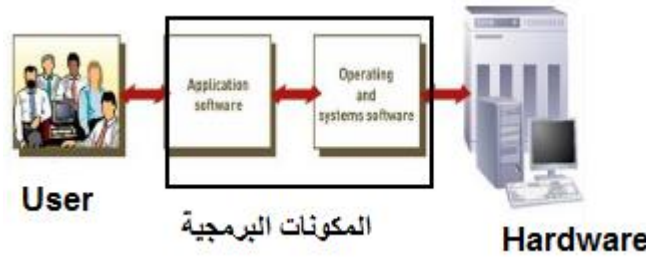 Application
software
Operating
and
systems software
User
المكونات البرمجية
Hardware